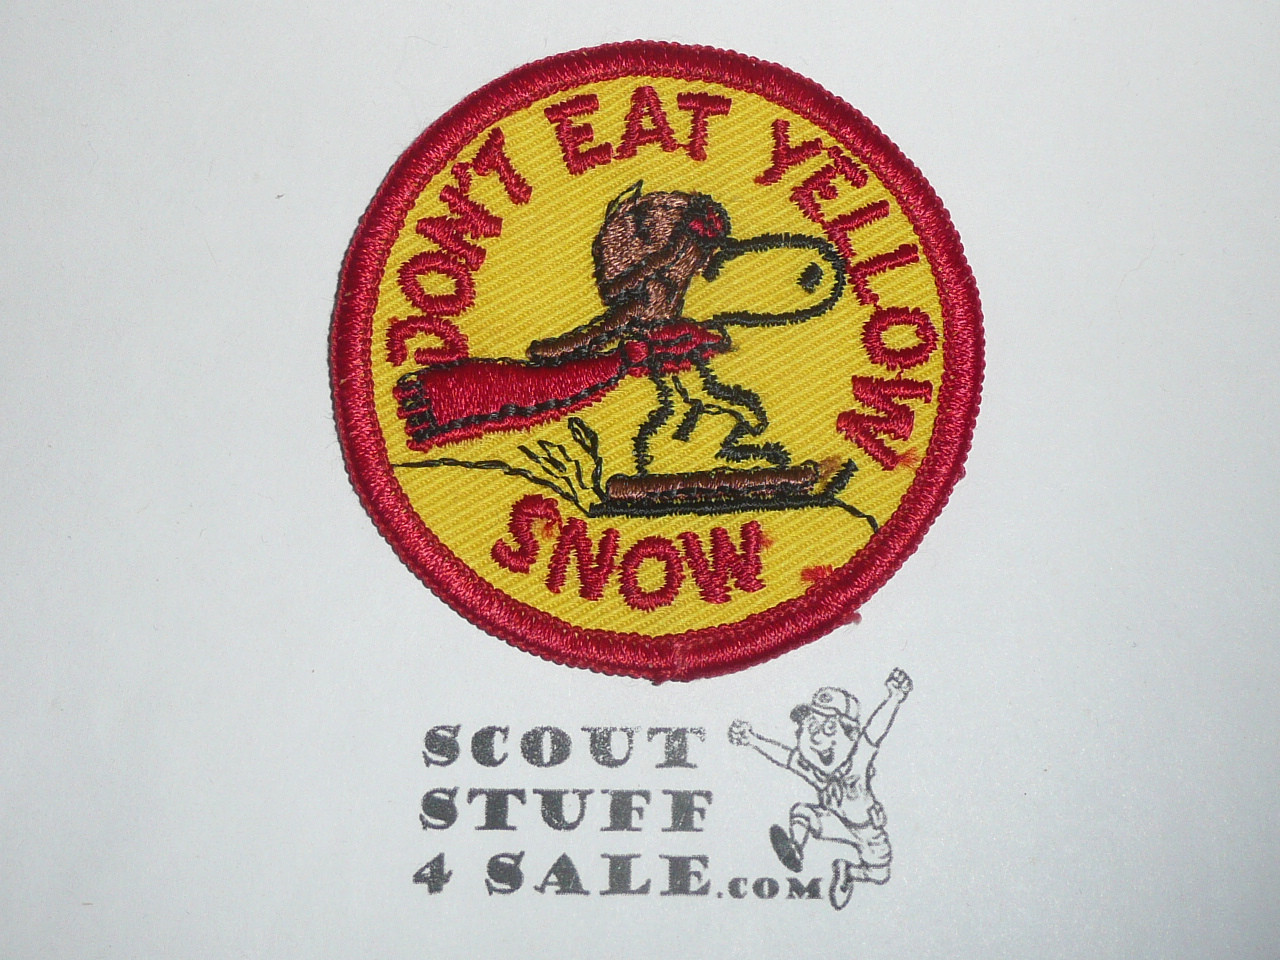 DON'T EAT YELLOW
SNOW
SCOUT
STUFF
4 SALE.COM